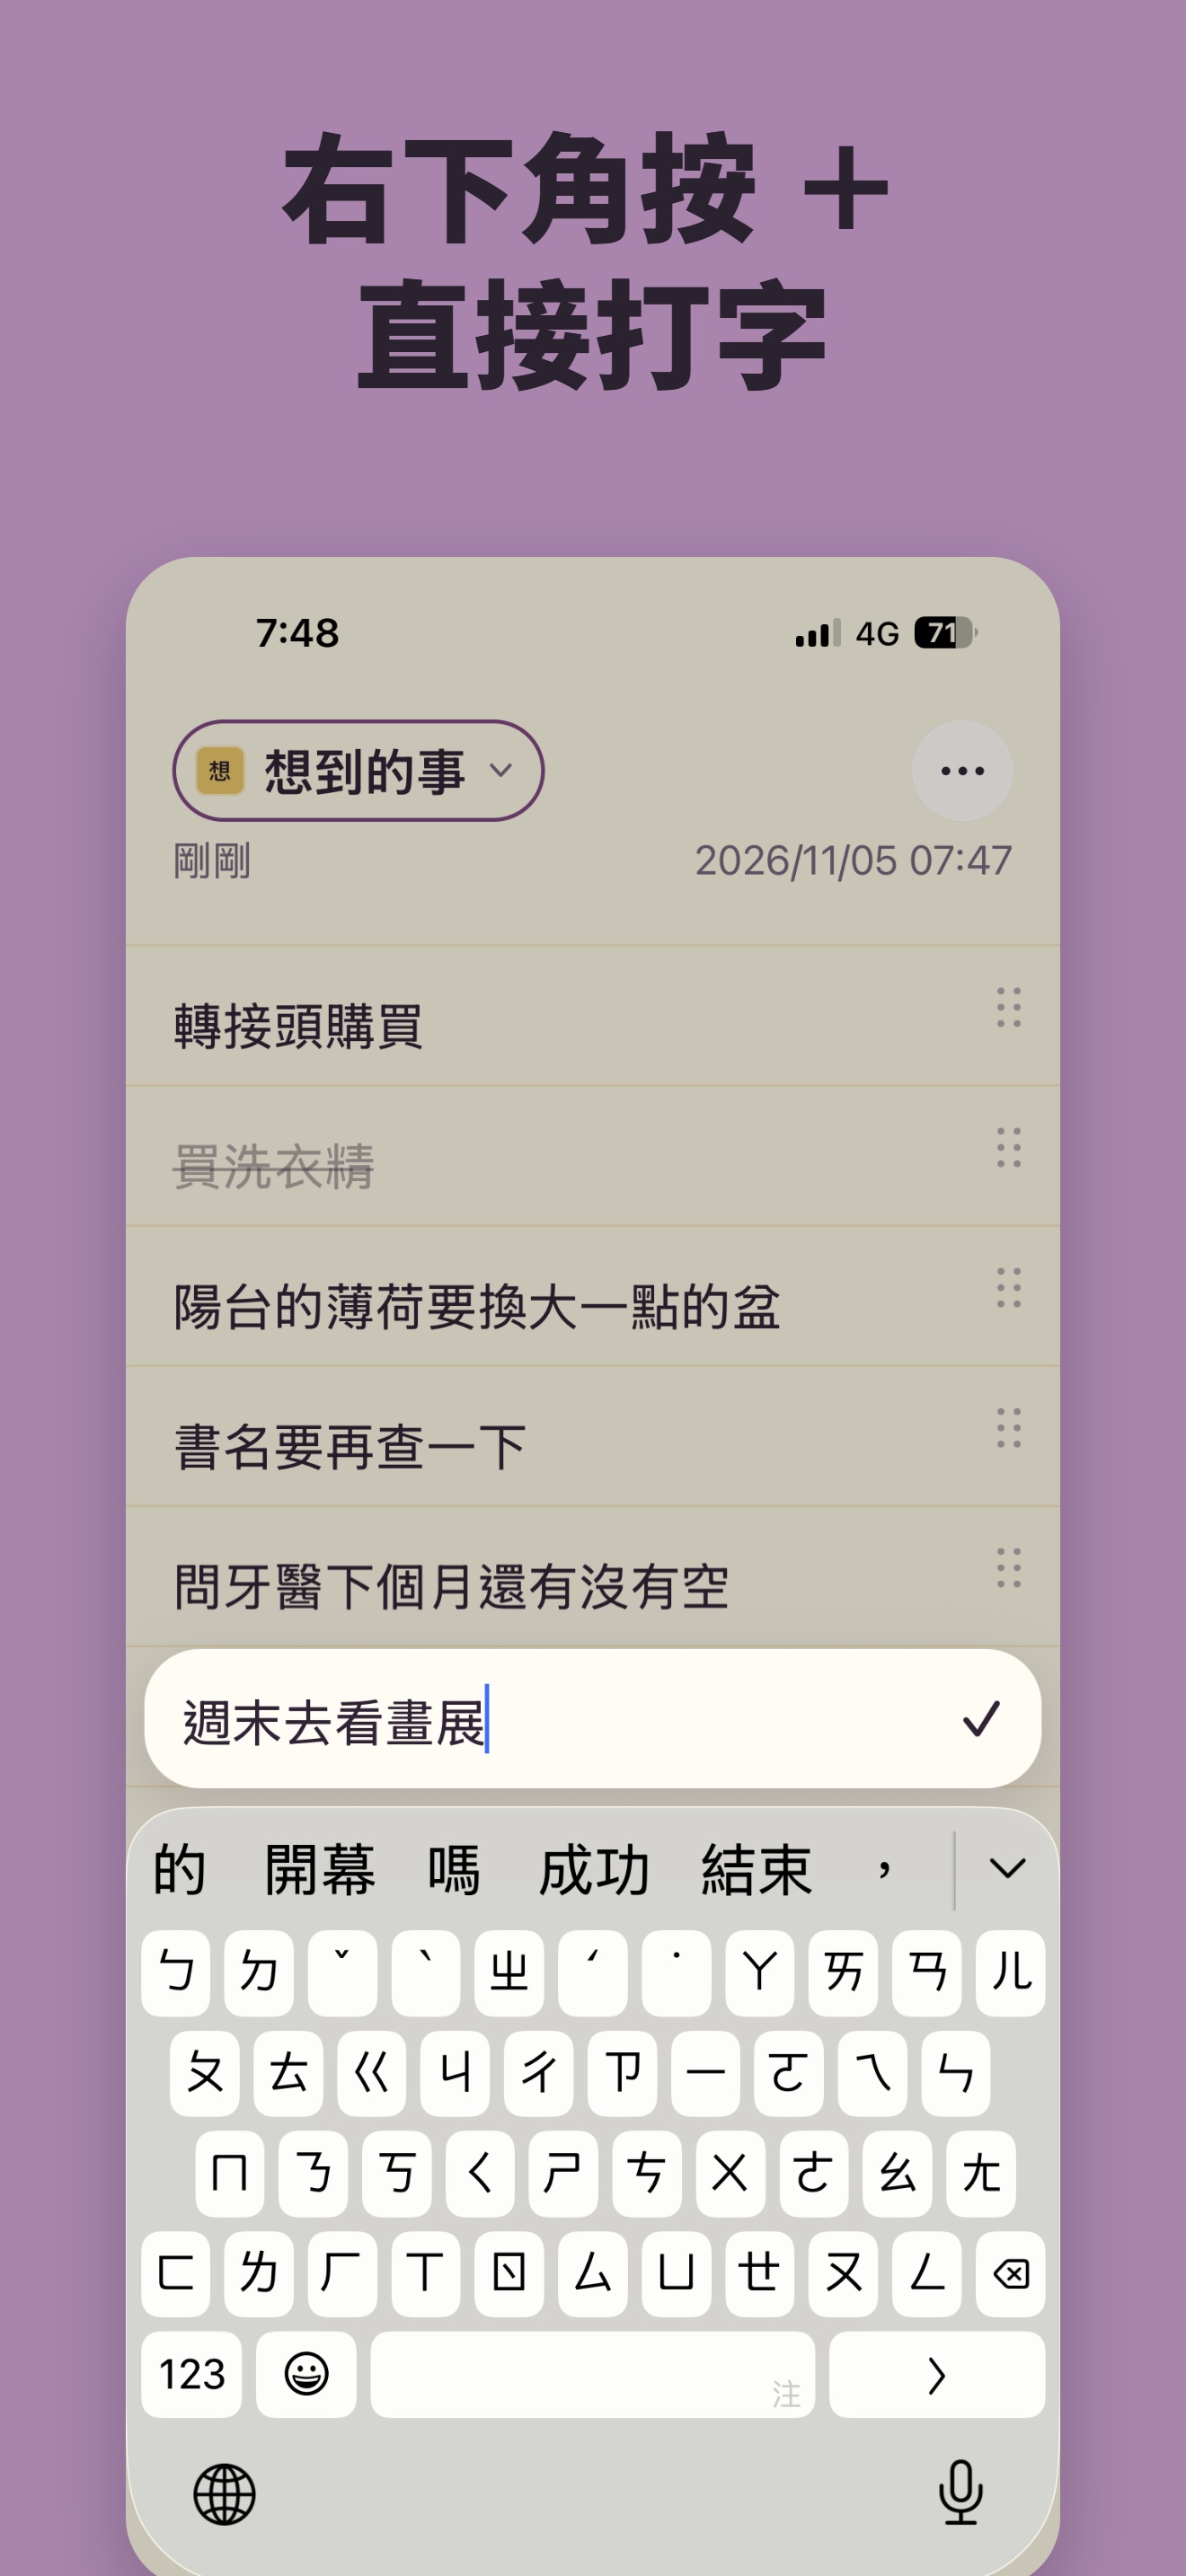 右下角按 ＋
直接打字
7:48 4G 71
想 想到的事
剛剛 2026/11/05 07:47
轉接頭購買
買洗衣精
陽台的薄荷要換大一點的盆
書名要再查一下
問牙醫下個月還有沒有空
週末去看畫展
的 開幕 嗎 成功 結束 ，
ㄅ ㄉ ˇ ˋ ㄓ ˊ ˙ ㄚ ㄞ ㄢ ㄦ
ㄆ ㄊ ㄍ ㄐ ㄔ ㄗ ㄧ ㄛ ㄟ ㄣ
ㄇ ㄋ ㄎ ㄑ ㄕ ㄘ ㄨ ㄜ ㄠ ㄤ
ㄈ ㄌ ㄏ ㄒ ㄖ ㄙ ㄩ ㄝ ㄡ ㄥ
123 注